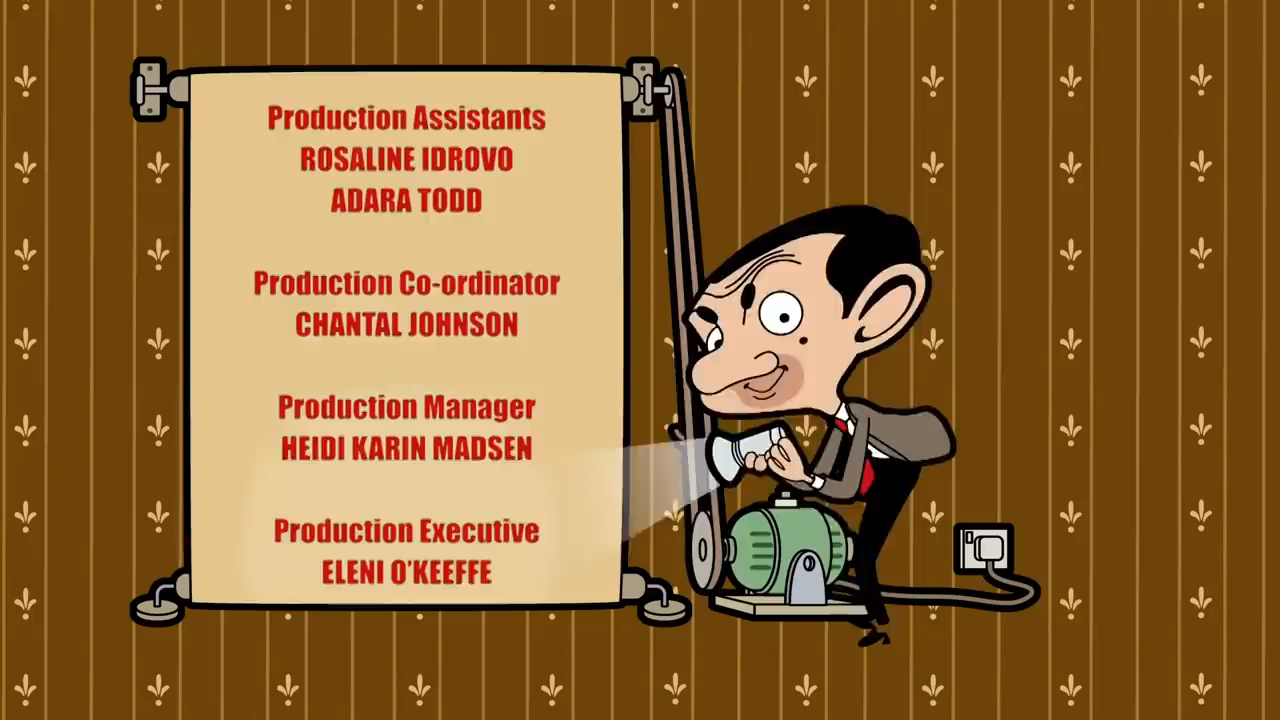 Production Assistants
ROSALINE IDROVO
ADARA TODD
Production Co-ordinator
CHANTAL JOHNSON
Production Manager
HEIDI KARIN MADSEN
Production Executive
ELENI O'KEEFFE